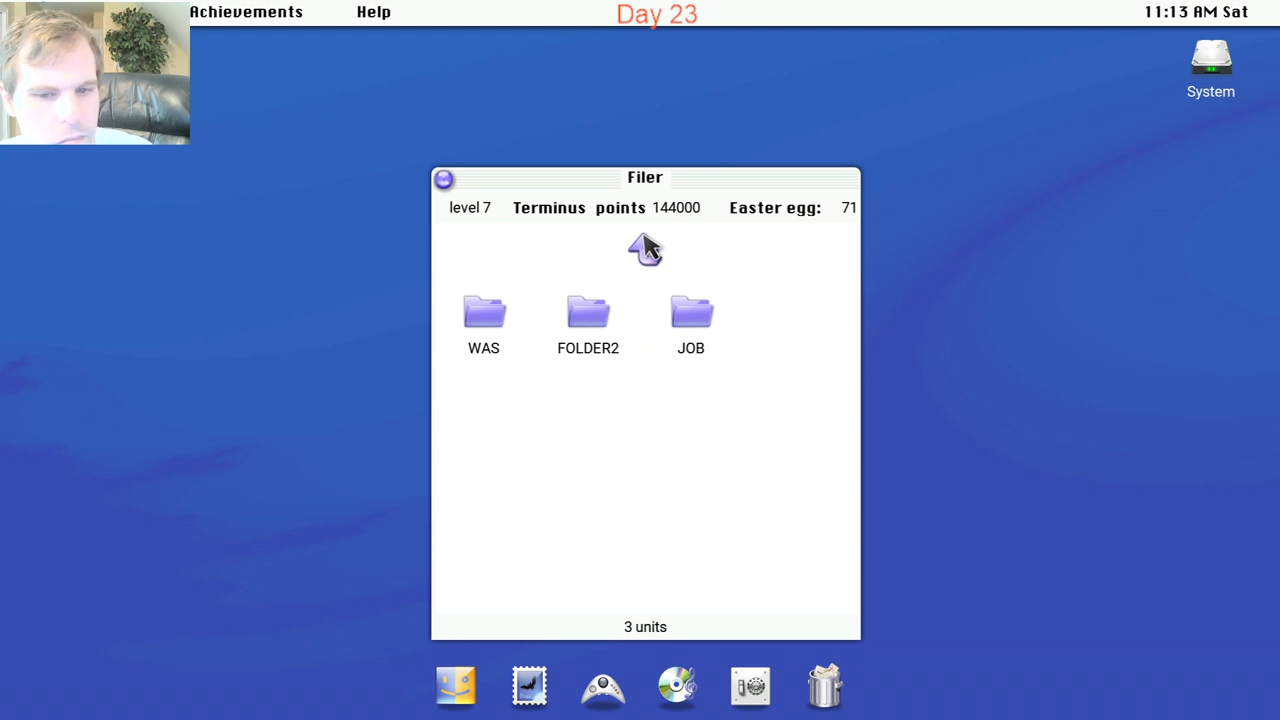 Achievements Help Day 23 11:13 AM Sat
System
Filer
level 7 Terminus points 144000 Easter egg: 71
WAS FOLDER2 JOB
3 units